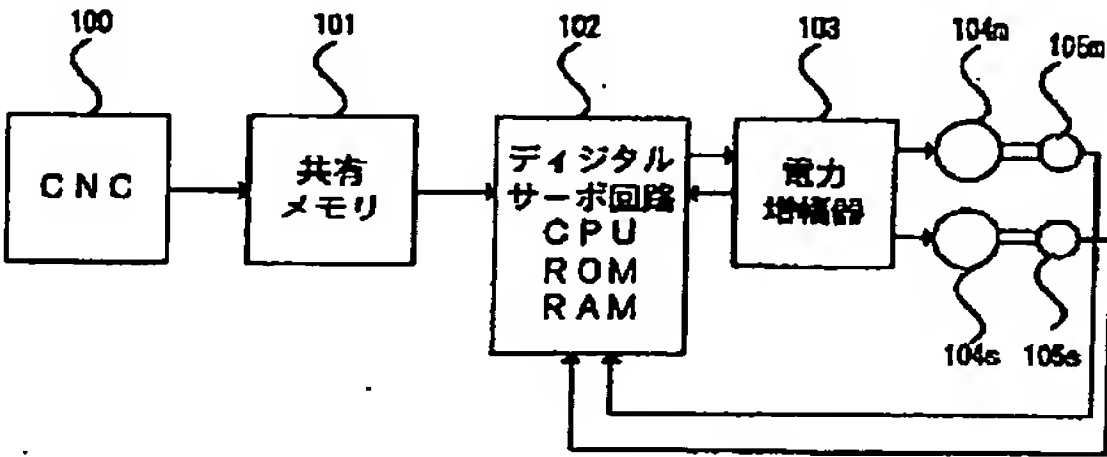 100
101
102
103
104m
105m
CNC
共有
メモリ
ディジタル
サーボ回路
CPU
ROM
RAM
電力
増幅器
104s
105s